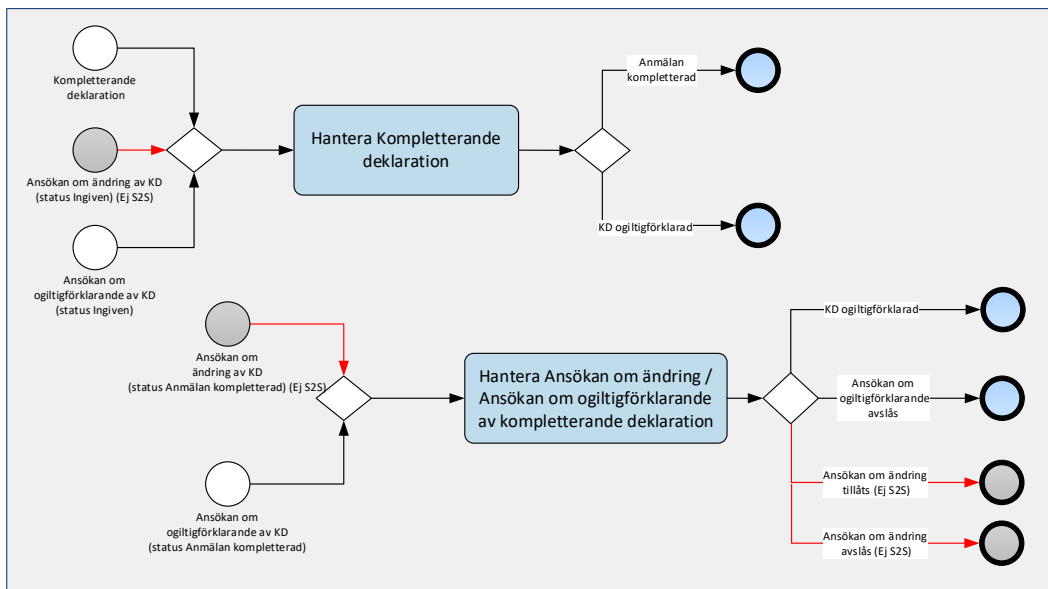 Kompletterande
deklaration
Ansökan om ändring av KD
(status Ingiven) (Ej S2S)
Ansökan om
ogiltigförklarande av KD
(status Ingiven)
Hantera Kompletterande
deklaration
Anmälan
kompletterad
KD ogiltigförklarad
Ansökan om
ändring av KD
(status Anmälan kompletterad) (Ej S2S)
Ansökan om
ogiltigförklarande av KD
(status Anmälan kompletterad)
Hantera Ansökan om ändring /
Ansökan om ogiltigförklarande
av kompletterande deklaration
KD ogiltigförklarad
Ansökan om
ogiltigförklarande
avslås
Ansökan om ändring
tillåts (Ej S2S)
Ansökan om ändring
avslås (Ej S2S)